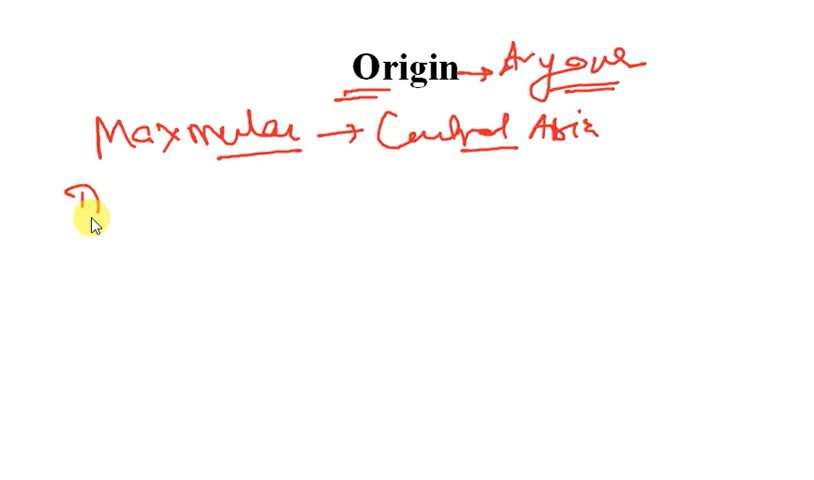 Origin → Aryans
Maxmular → Central Asia